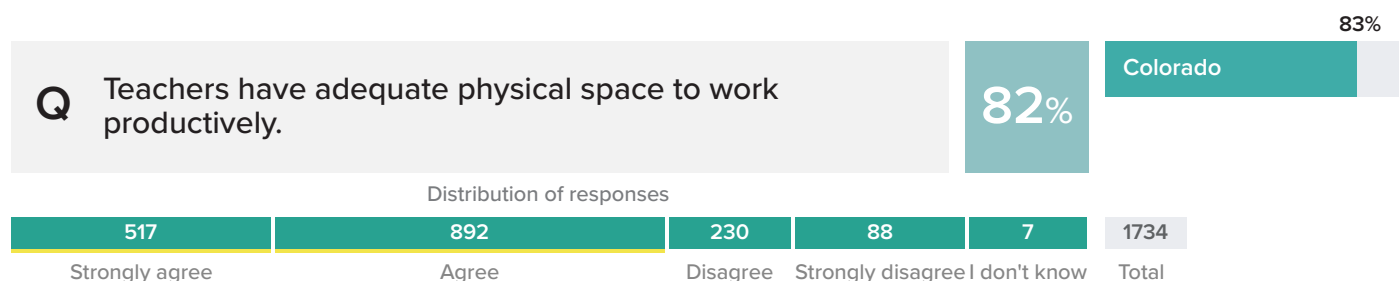 83%
Q Teachers have adequate physical space to work
productively.
82%
Colorado
Distribution of responses
517 892 230 88 7 1734
Strongly agree Agree Disagree Strongly disagree I don't know Total